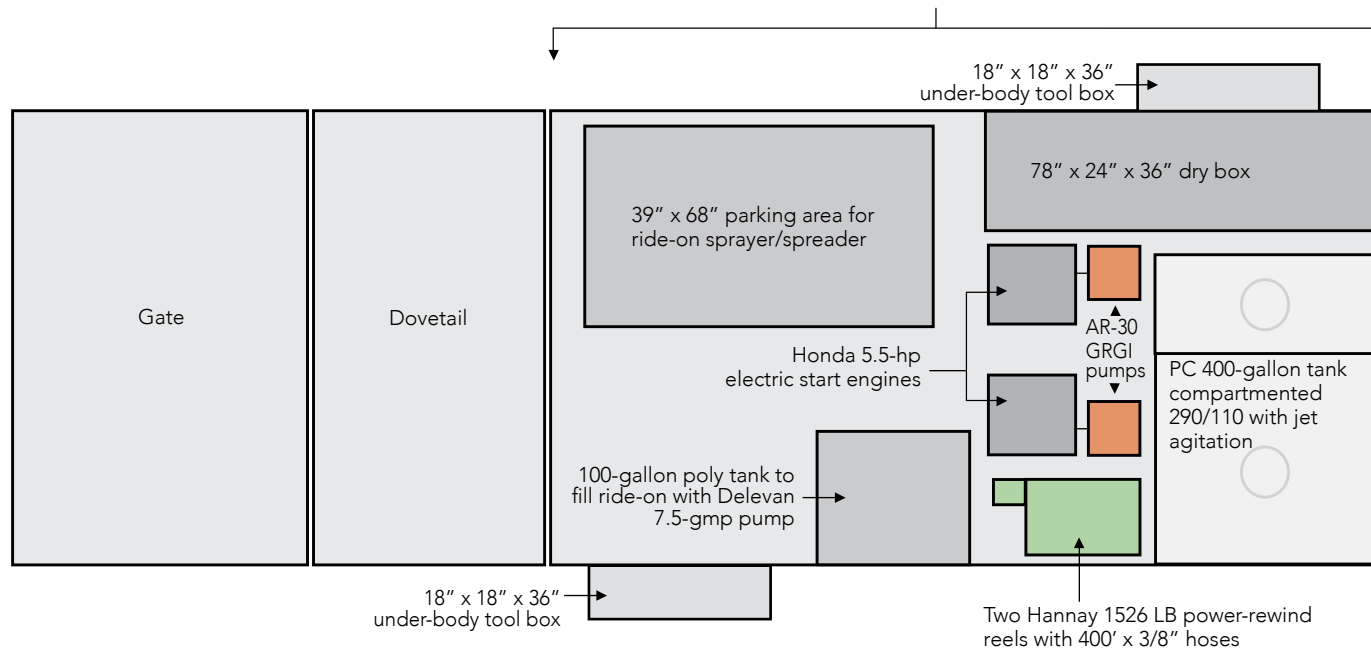 18” x 18” x 36”
under-body tool box
78” x 24” x 36” dry box
39” x 68” parking area for
ride-on sprayer/spreader
Gate
Dovetail
AR-30
GRGI
pumps
Honda 5.5-hp
electric start engines
PC 400-gallon tank
compartmented
290/110 with jet
agitation
100-gallon poly tank to
fill ride-on with Delevan
7.5-gmp pump
18” x 18” x 36”
under-body tool box
Two Hannay 1526 LB power-rewind
reels with 400’ x 3/8” hoses